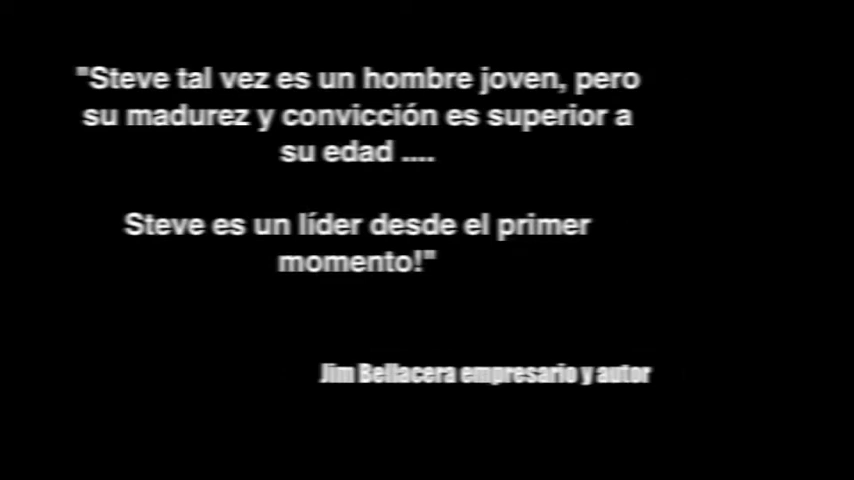 "Steve tal vez es un hombre joven, pero
su madurez y convicción es superior a
su edad ....
Steve es un líder desde el primer
momento!"
Jim Bellacera empresario y autor